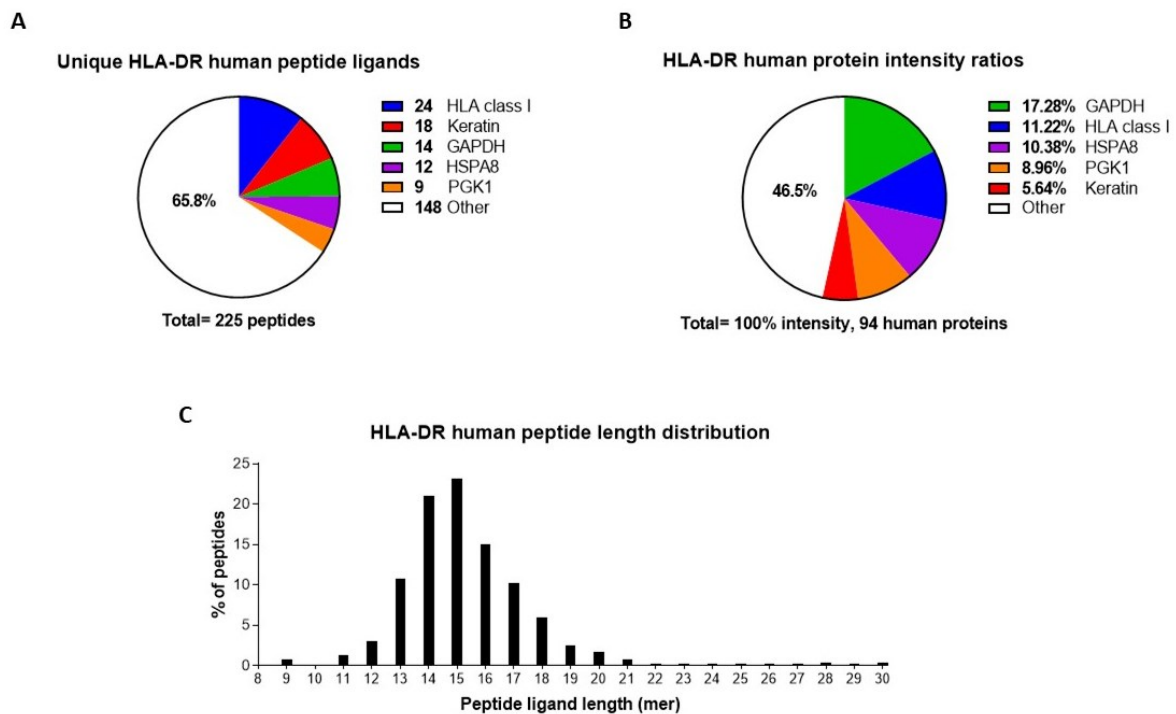 A
Unique HLA-DR human peptide ligands
65.8%
24 HLA class I
18 Keratin
14 GAPDH
12 HSPA8
9 PGK1
148 Other
Total= 225 peptides
B
HLA-DR human protein intensity ratios
46.5%
17.28% GAPDH
11.22% HLA class I
10.38% HSPA8
8.96% PGK1
5.64% Keratin
Other
Total= 100% intensity, 94 human proteins
C
HLA-DR human peptide length distribution
% of peptides
25
20
15
10
5
0
8 9 10 11 12 13 14 15 16 17 18 19 20 21 22 23 24 25 26 27 28 29 30
Peptide ligand length (mer)